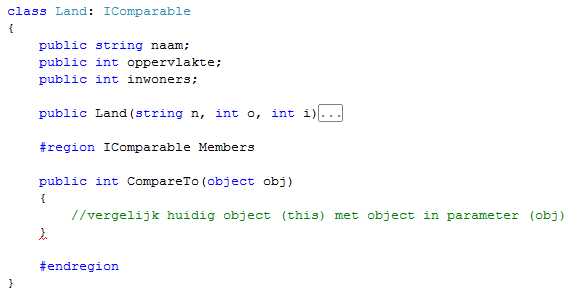 class Land: IComparable
{
    public string naam;
    public int oppervlakte;
    public int inwoners;
    public Land(string n, int o, int i)...
    #region IComparable Members
    public int CompareTo(object obj)
    {
        //vergelijk huidig object (this) met object in parameter (obj)
    }
    #endregion
}